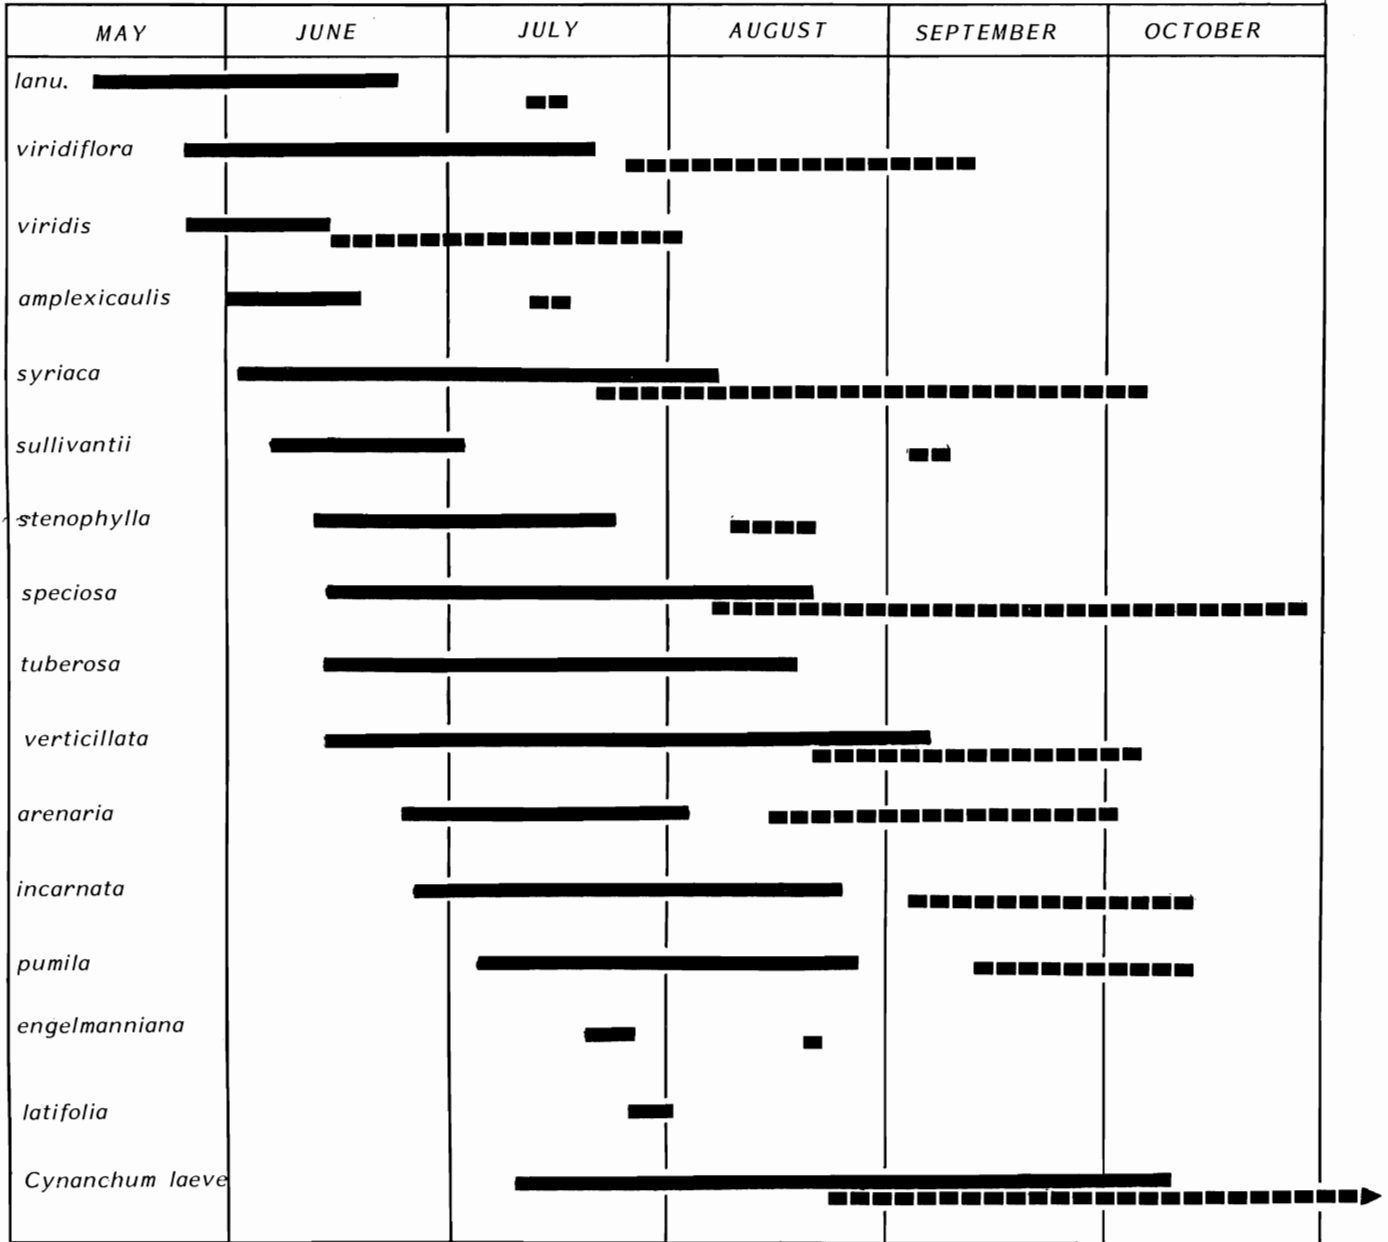 MAY JUNE JULY AUGUST SEPTEMBER OCTOBER
lanu.
viridiflora
viridis
amplexicaulis
syriaca
sullivantii
stenophylla
speciosa
tuberosa
verticillata
arenaria
incarnata
pumila
engelmanniana
latifolia
Cynanchum laeve